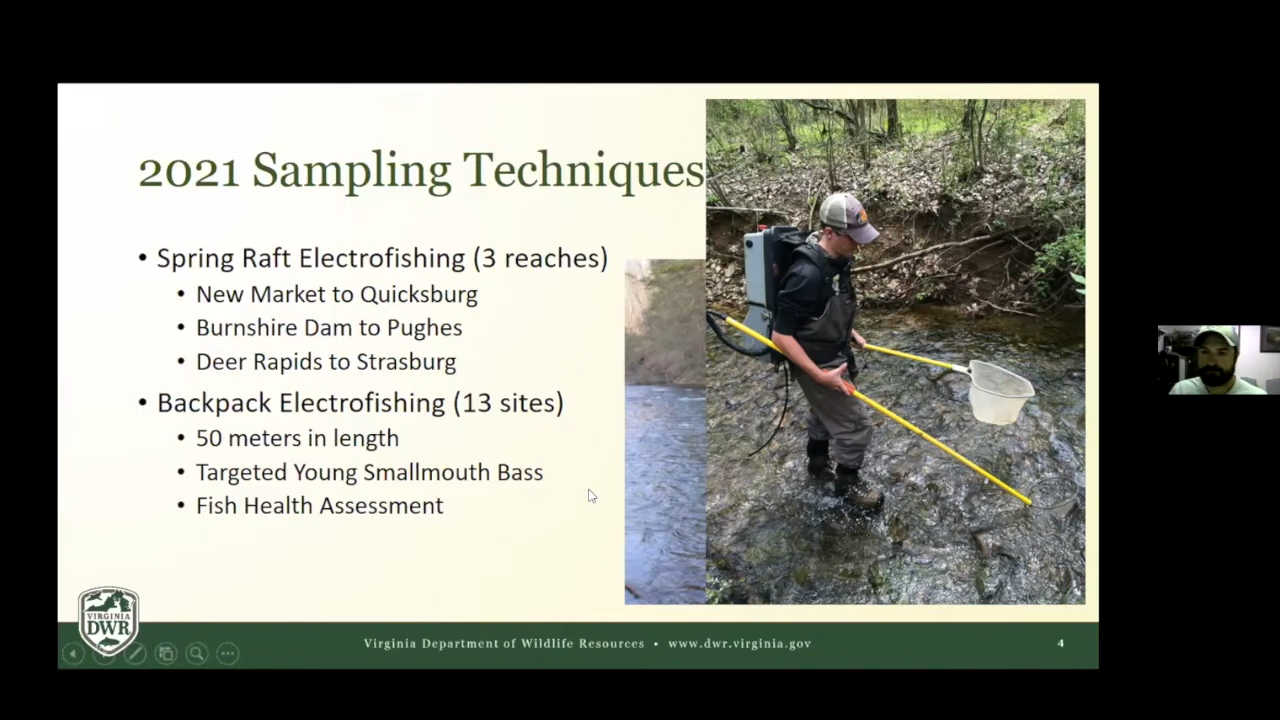 2021 Sampling Techniques
• Spring Raft Electrofishing (3 reaches)
• New Market to Quicksburg
• Burnshire Dam to Pughes
• Deer Rapids to Strasburg
• Backpack Electrofishing (13 sites)
• 50 meters in length
• Targeted Young Smallmouth Bass
• Fish Health Assessment
VIRGINIA
DWR
Virginia Department of Wildlife Resources • www.dwr.virginia.gov
4